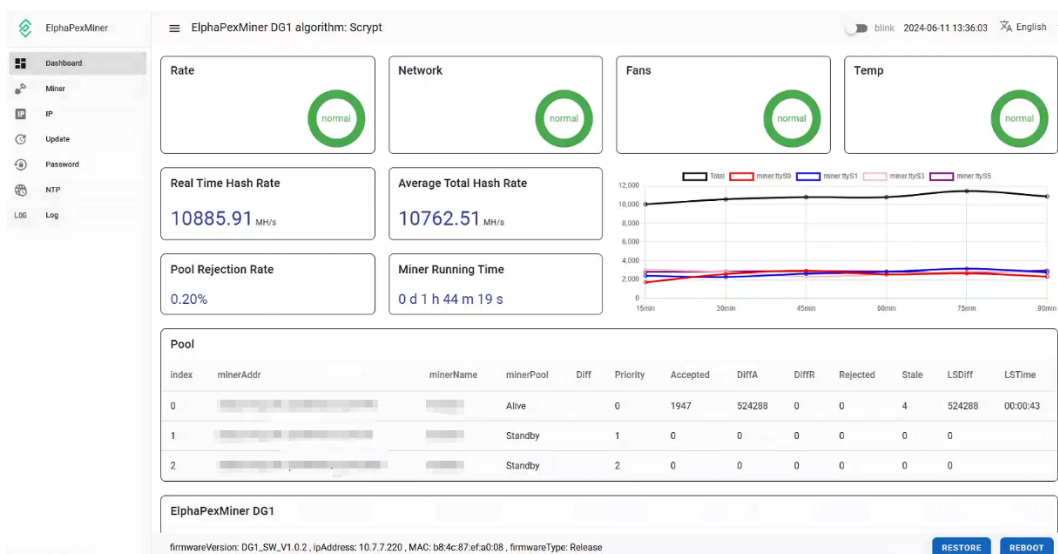 ElphaPexMiner
ElphaPexMiner DG1 algorithm: Scrypt
blink 2024-06-11 13:36:03 English
Dashboard
Miner
IP IP
Update
Password
NTP
LOG Log
Rate
normal
Network
normal
Fans
normal
Temp
normal
Real Time Hash Rate
10885.91 MH/s
Average Total Hash Rate
10762.51 MH/s
Pool Rejection Rate
0.20%
Miner Running Time
0 d 1 h 44 m 19 s
Total miner.ttyS0 miner.ttyS1 miner.ttyS3 miner.ttyS5
12,000
10,000
8,000
6,000
4,000
2,000
0
15min 30min 45min 60min 75min 90min
Pool
index minerAddr minerName minerPool Diff Priority Accepted DiffA DiffR Rejected Stale LSDiff LSTime
0 Alive 0 1947 524288 0 0 4 524288 00:00:43
1 Standby 1 0 0 0 0 0 0
2 Standby 2 0 0 0 0 0 0
ElphaPexMiner DG1
firmwareVersion: DG1_SW_V1.0.2 , ipAddress: 10.7.7.220 , MAC: b8:4c:87:ef:a0:08 , firmwareType: Release
RESTORE REBOOT